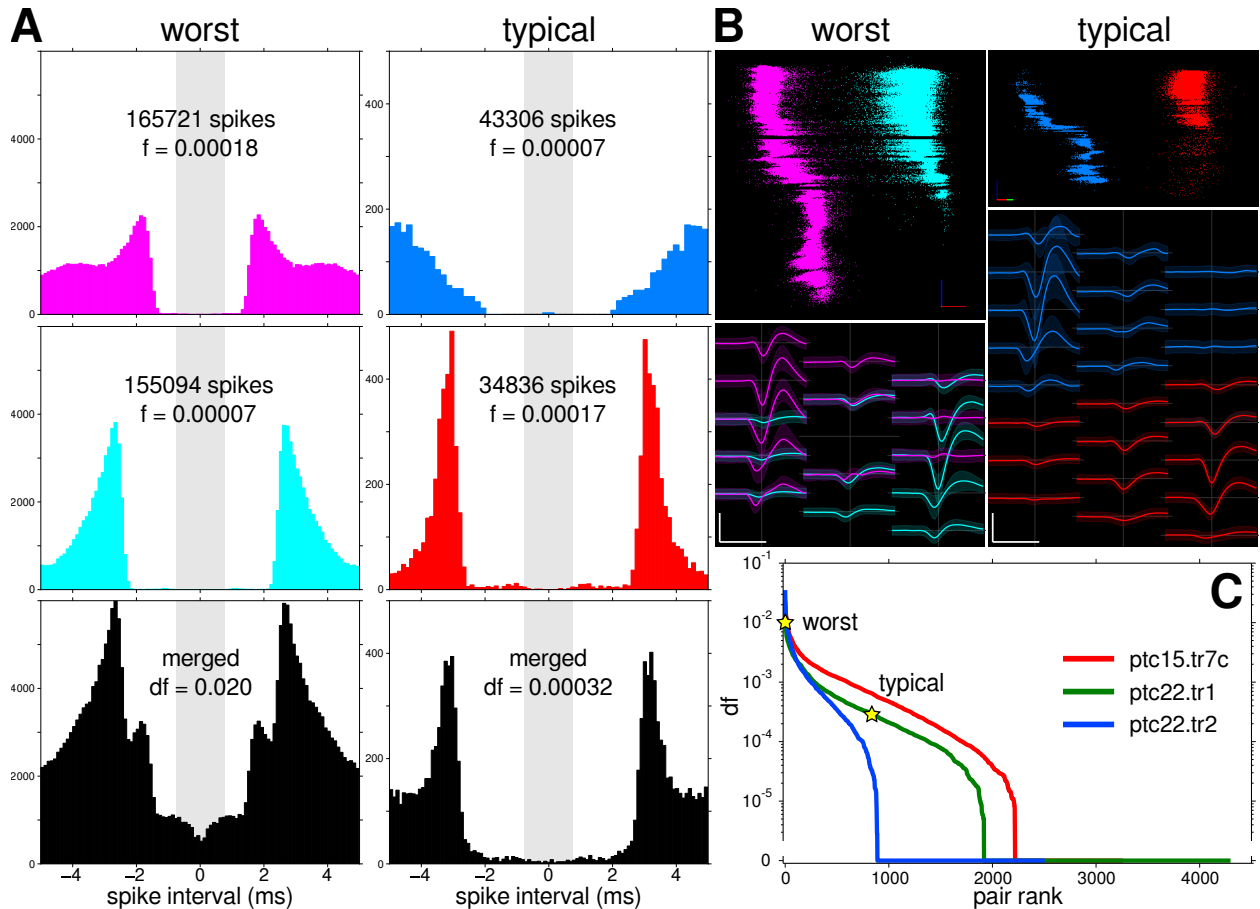 A
worst
typical
165721 spikes
f = 0.00018
6000
4000
2000
0
43306 spikes
f = 0.00007
400
200
0
155094 spikes
f = 0.00007
4000
2000
0
34836 spikes
f = 0.00017
400
200
0
merged
df = 0.020
4000
2000
0
−4 −2 0 2 4
spike interval (ms)
merged
df = 0.00032
400
200
0
−4 −2 0 2 4
spike interval (ms)
B
worst
typical
C
10⁻¹
10⁻²
10⁻³
10⁻⁴
10⁻⁵
0
df
worst
typical
ptc15.tr7c
ptc22.tr1
ptc22.tr2
0 1000 2000 3000 4000
pair rank